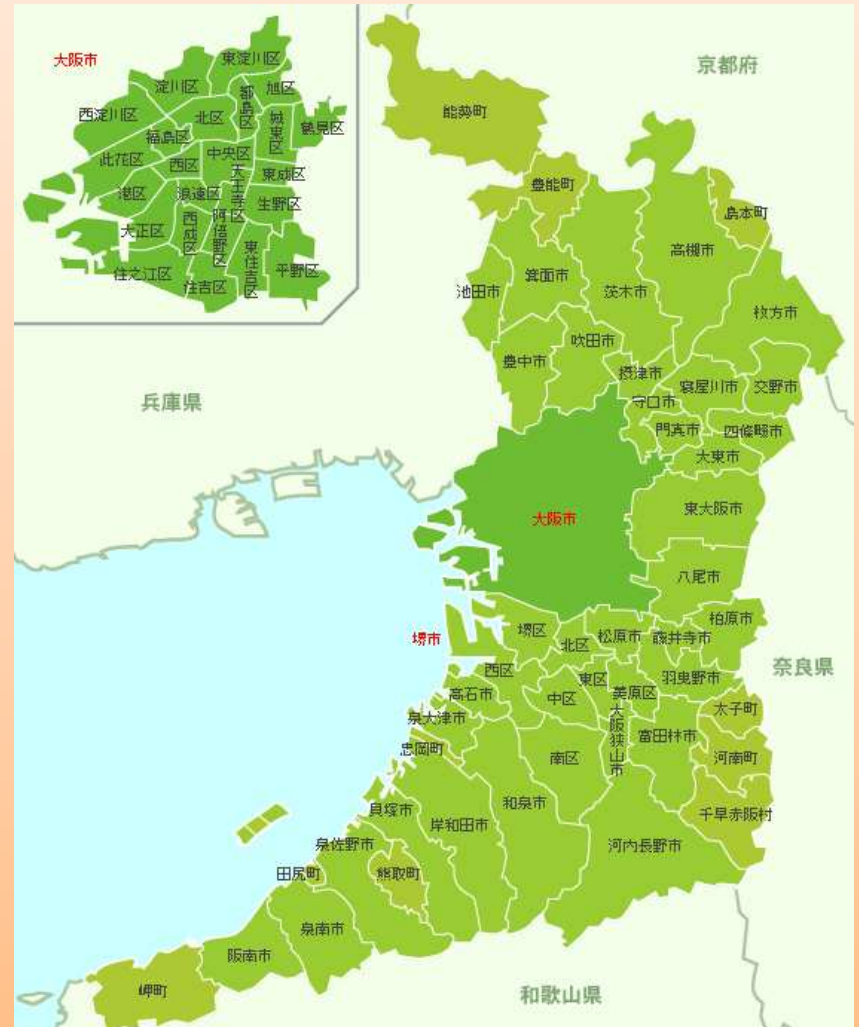 大阪市
東淀川区
淀川区
旭区
都島区
西淀川区
北区
城東区
鶴見区
福島区
此花区
西区
中央区
天王寺区
東成区
港区
浪速区
生野区
西成区
阿倍野区
大正区
東住吉区
平野区
住之江区
住吉区
京都府
能勢町
豊能町
島本町
高槻市
箕面市
池田市
茨木市
枚方市
吹田市
豊中市
摂津市
寝屋川市
交野市
守口市
門真市
四條畷市
大東市
兵庫県
東大阪市
大阪市
八尾市
柏原市
堺区
堺市
北区
松原市
藤井寺市
奈良県
西区
東区
羽曳野市
高石市
中区
美原区
太子町
泉大津市
大阪狭山市
富田林市
忠岡町
南区
河南町
和泉市
貝塚市
千早赤阪村
岸和田市
泉佐野市
河内長野市
田尻町
熊取町
泉南市
阪南市
岬町
和歌山県